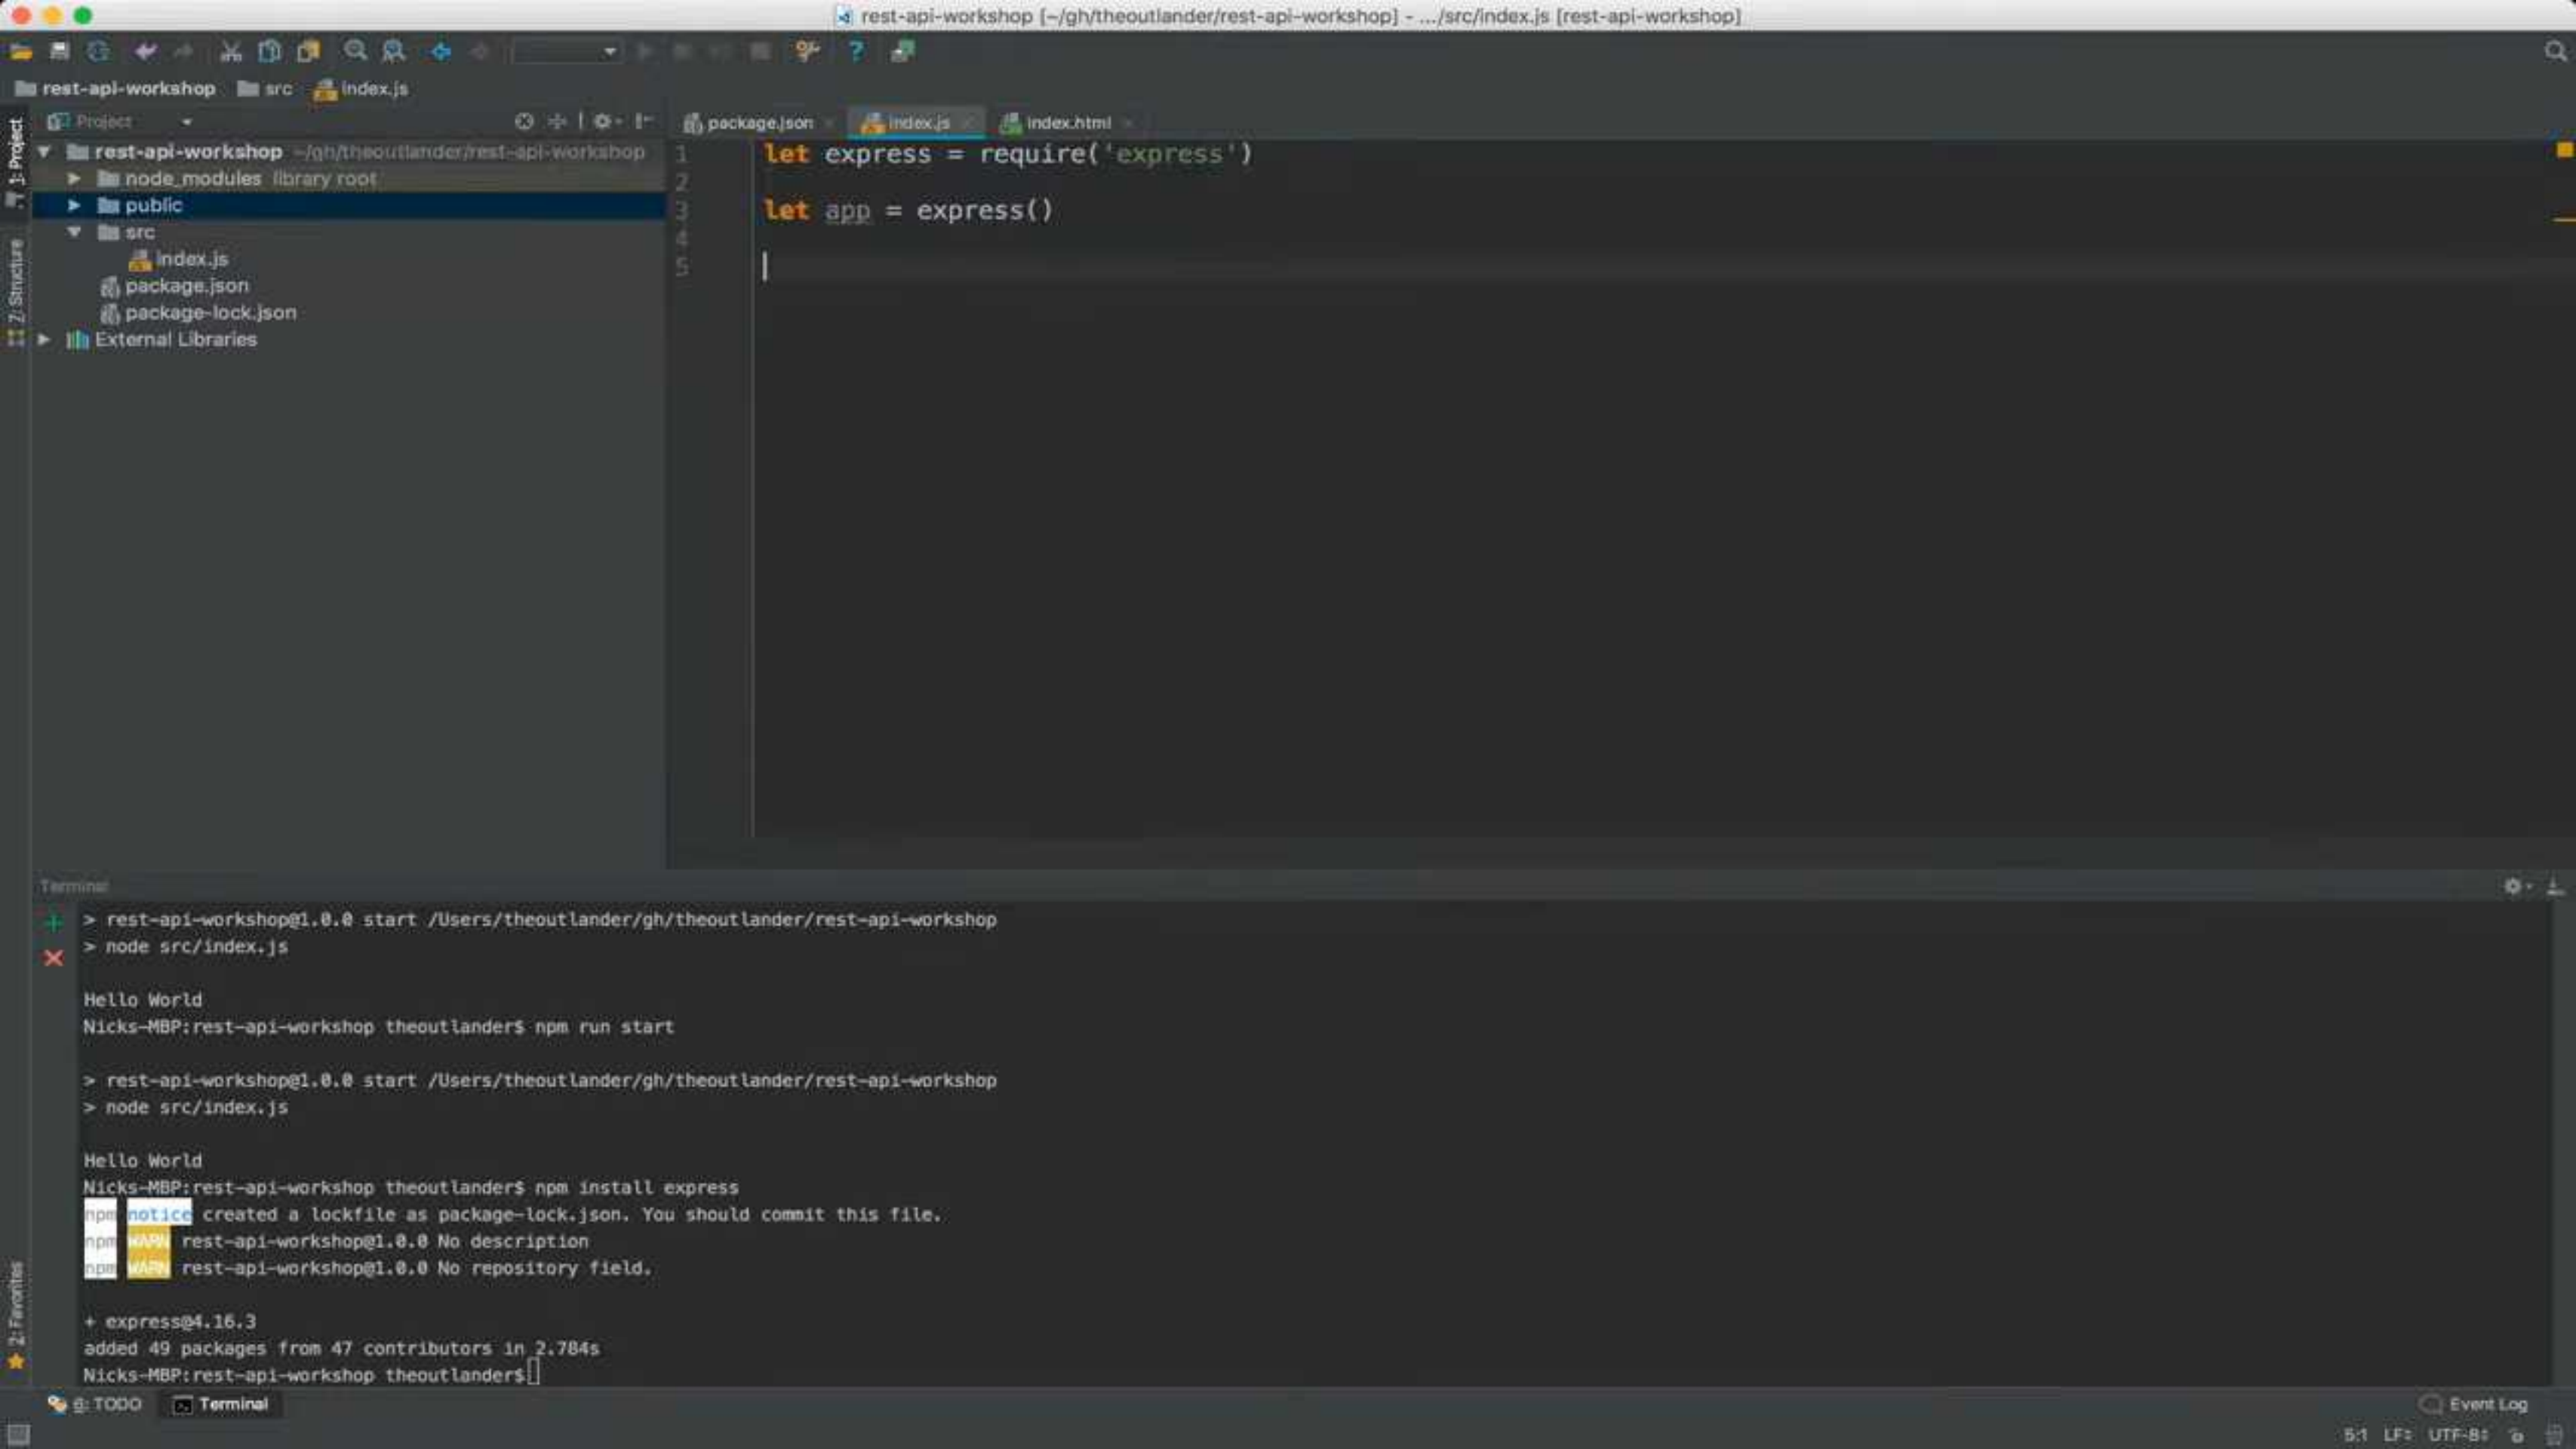 rest-api-workshop [~/gh/theoutlander/rest-api-workshop] - .../src/index.js [rest-api-workshop]
rest-api-workshop src index.js
Project
package.json index.js index.html
1: Project
7: Structure
2: Favorites
rest-api-workshop ~/gh/theoutlander/rest-api-workshop
node_modules library root
public
src
index.js
package.json
package-lock.json
External Libraries
1 let express = require('express')
2
3 let app = express()
4
5
Terminal
> rest-api-workshop@1.0.0 start /Users/theoutlander/gh/theoutlander/rest-api-workshop
> node src/index.js
Hello World
Nicks-MBP:rest-api-workshop theoutlander$ npm run start
> rest-api-workshop@1.0.0 start /Users/theoutlander/gh/theoutlander/rest-api-workshop
> node src/index.js
Hello World
Nicks-MBP:rest-api-workshop theoutlander$ npm install express
npm notice created a lockfile as package-lock.json. You should commit this file.
npm WARN rest-api-workshop@1.0.0 No description
npm WARN rest-api-workshop@1.0.0 No repository field.
+ express@4.16.3
added 49 packages from 47 contributors in 2.784s
Nicks-MBP:rest-api-workshop theoutlander$
6: TODO Terminal Event Log
5:1 LF UTF-8